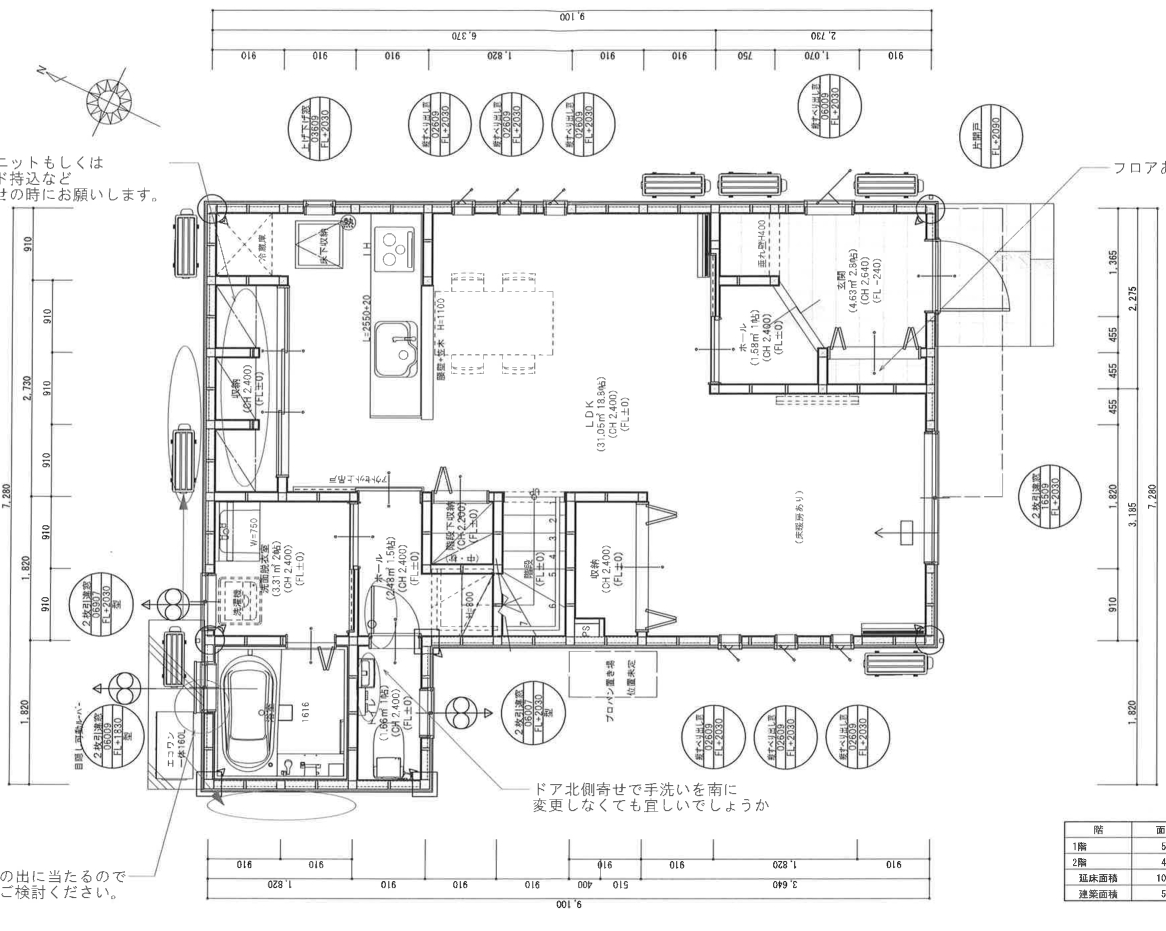 9,100
6,370
2,730
910
910
910
1,820
910
910
750
1,070
910
N
上げ下げ窓
03609
FL+2030
縦すべり出し窓
02609
FL+2030
縦すべり出し窓
02609
FL+2030
縦すべり出し窓
02609
FL+2030
縦すべり出し窓
06009
FL+2030
片開戸
FL+2090
ニットもしくは
ド持込など
せの時にお願いします。
フロアあ
7,280
910
2,730
1,820
1,820
910
910
910
910
910
冷蔵庫
床下収納
IH
L=2550+20
腰壁+笠木 H=1100
収納
(CH 2,400)
(FL±0)
垂れ壁H400
玄関
(4.63㎡ 2.8帖)
(CH 2,640)
(FL -240)
ホール
(1.58㎡ 1帖)
(CH 2,400)
(FL±0)
LDK
(31.05㎡ 18.8帖)
(CH 2,400)
(FL±0)
(床暖房あり)
アウトセット上吊戸
W=750
洗濯機
洗面脱衣室
(3.31㎡ 2帖)
(CH 2,400)
(FL±0)
ホール
(2.48㎡ 1.5帖)
(CH 2,400)
(FL±0)
階段下収納
(CH 2,200)
(FL±0)
H=800
階段
(FL±0)
UP
2
3
4
5
6
7
収納
(CH 2,400)
(FL±0)
PS
浴室
1616
トイレ
(1.66㎡ 1帖)
(CH 2,400)
(FL±0)
プロパン置き場
位置未定
2枚引違窓
06907
FL+2030
型
2枚引違窓
06009
FL+1830
型
目隠し可動ルーバー
エコワン
一体160L
2枚引違窓
06007
FL+2030
型
縦すべり出し窓
02609
FL+2030
縦すべり出し窓
02609
FL+2030
縦すべり出し窓
02609
FL+2030
2枚引違窓
16509
FL+2030
1,365
455
455
455
1,820
910
2,275
3,185
1,820
7,280
ドア北側寄せで手洗いを南に
変更しなくても宜しいでしょうか
の出に当たるので
ご検討ください。
910
910
910
910
1,820
910
1,820
910
910
910
400
510
3,640
9,100
階
面
1階
5
2階
4
延床面積
10
建築面積
5